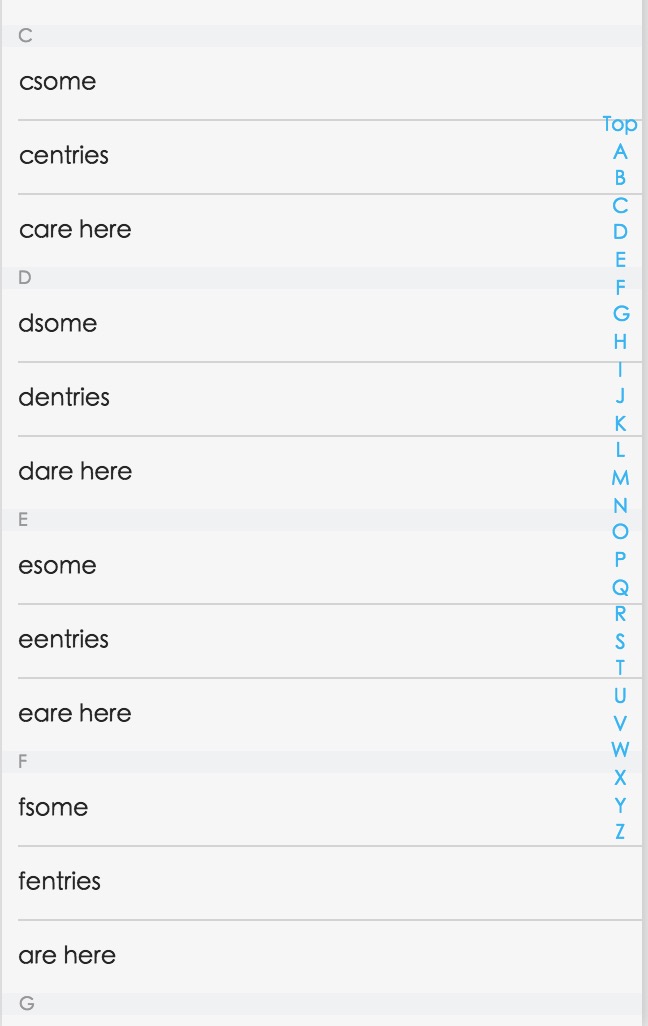 C
csome
centries
care here
D
dsome
dentries
dare here
E
esome
eentries
eare here
F
fsome
fentries
are here
G
Top
A
B
C
D
E
F
G
H
I
J
K
L
M
N
O
P
Q
R
S
T
U
V
W
X
Y
Z